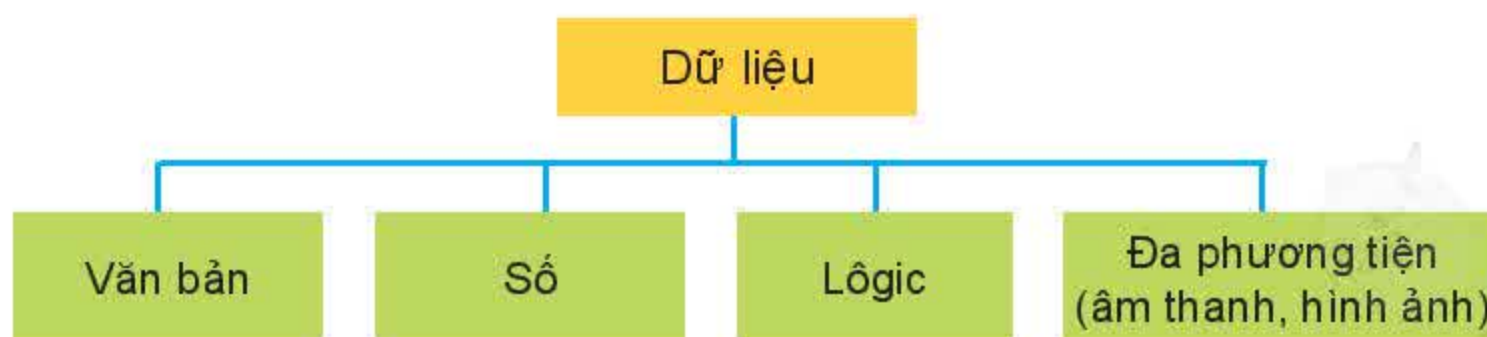 Dữ liệu
Văn bản
Số
Lôgic
Đa phương tiện
(âm thanh, hình ảnh)